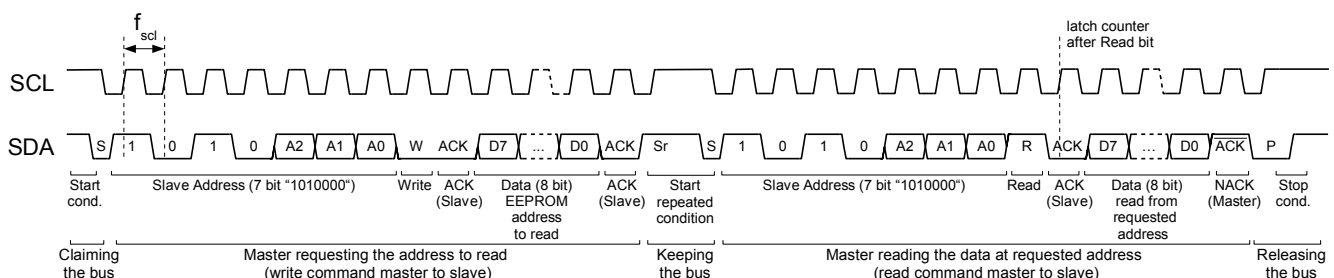 f scl
latch counter
after Read bit
SCL
SDA S 1 0 1 0 A2 A1 A0 W ACK D7 ... D0 ACK Sr S 1 0 1 0 A2 A1 A0 R ACK D7 ... D0 ACK P
Start cond.
Slave Address (7 bit “1010000“)
Write
ACK (Slave)
Data (8 bit) EEPROM address to read
ACK (Slave)
Start repeated condition
Slave Address (7 bit “1010000“)
Read
ACK (Slave)
Data (8 bit) read from requested address
NACK (Master)
Stop cond.
Claiming the bus
Master requesting the address to read
(write command master to slave)
Keeping the bus
Master reading the data at requested address
(read command master to slave)
Releasing the bus